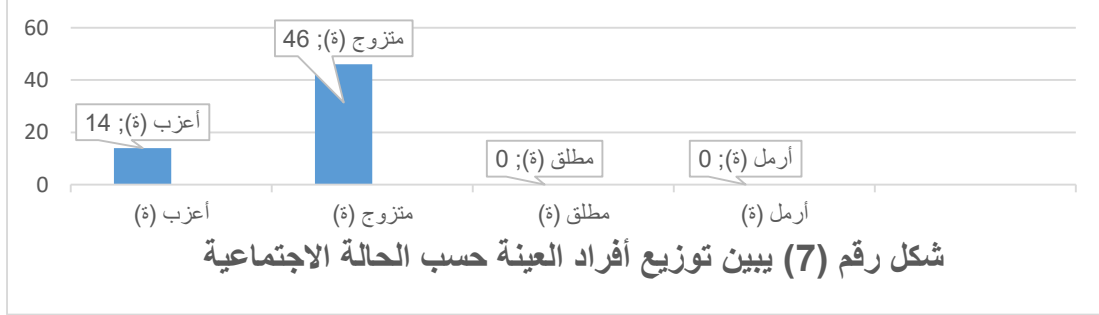 60
40
20
0
متزوج (ة); 46
أعزب (ة); 14
مطلق (ة); 0
أرمل (ة); 0
أعزب (ة)
متزوج (ة)
مطلق (ة)
أرمل (ة)
شكل رقم (7) يبين توزيع أفراد العينة حسب الحالة الاجتماعية